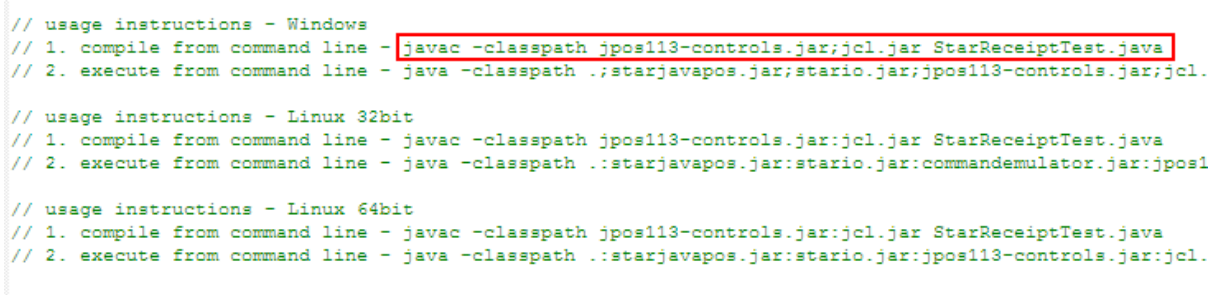 // usage instructions - Windows
// 1. compile from command line - javac -classpath jpos113-controls.jar;jcl.jar StarReceiptTest.java
// 2. execute from command line - java -classpath .;starjavapos.jar;stario.jar;jpos113-controls.jar;jcl.
// usage instructions - Linux 32bit
// 1. compile from command line - javac -classpath jpos113-controls.jar:jcl.jar StarReceiptTest.java
// 2. execute from command line - java -classpath .:starjavapos.jar:stario.jar:commandemulator.jar:jpos1
// usage instructions - Linux 64bit
// 1. compile from command line - javac -classpath jpos113-controls.jar:jcl.jar StarReceiptTest.java
// 2. execute from command line - java -classpath .:starjavapos.jar:stario.jar:jpos113-controls.jar:jcl.